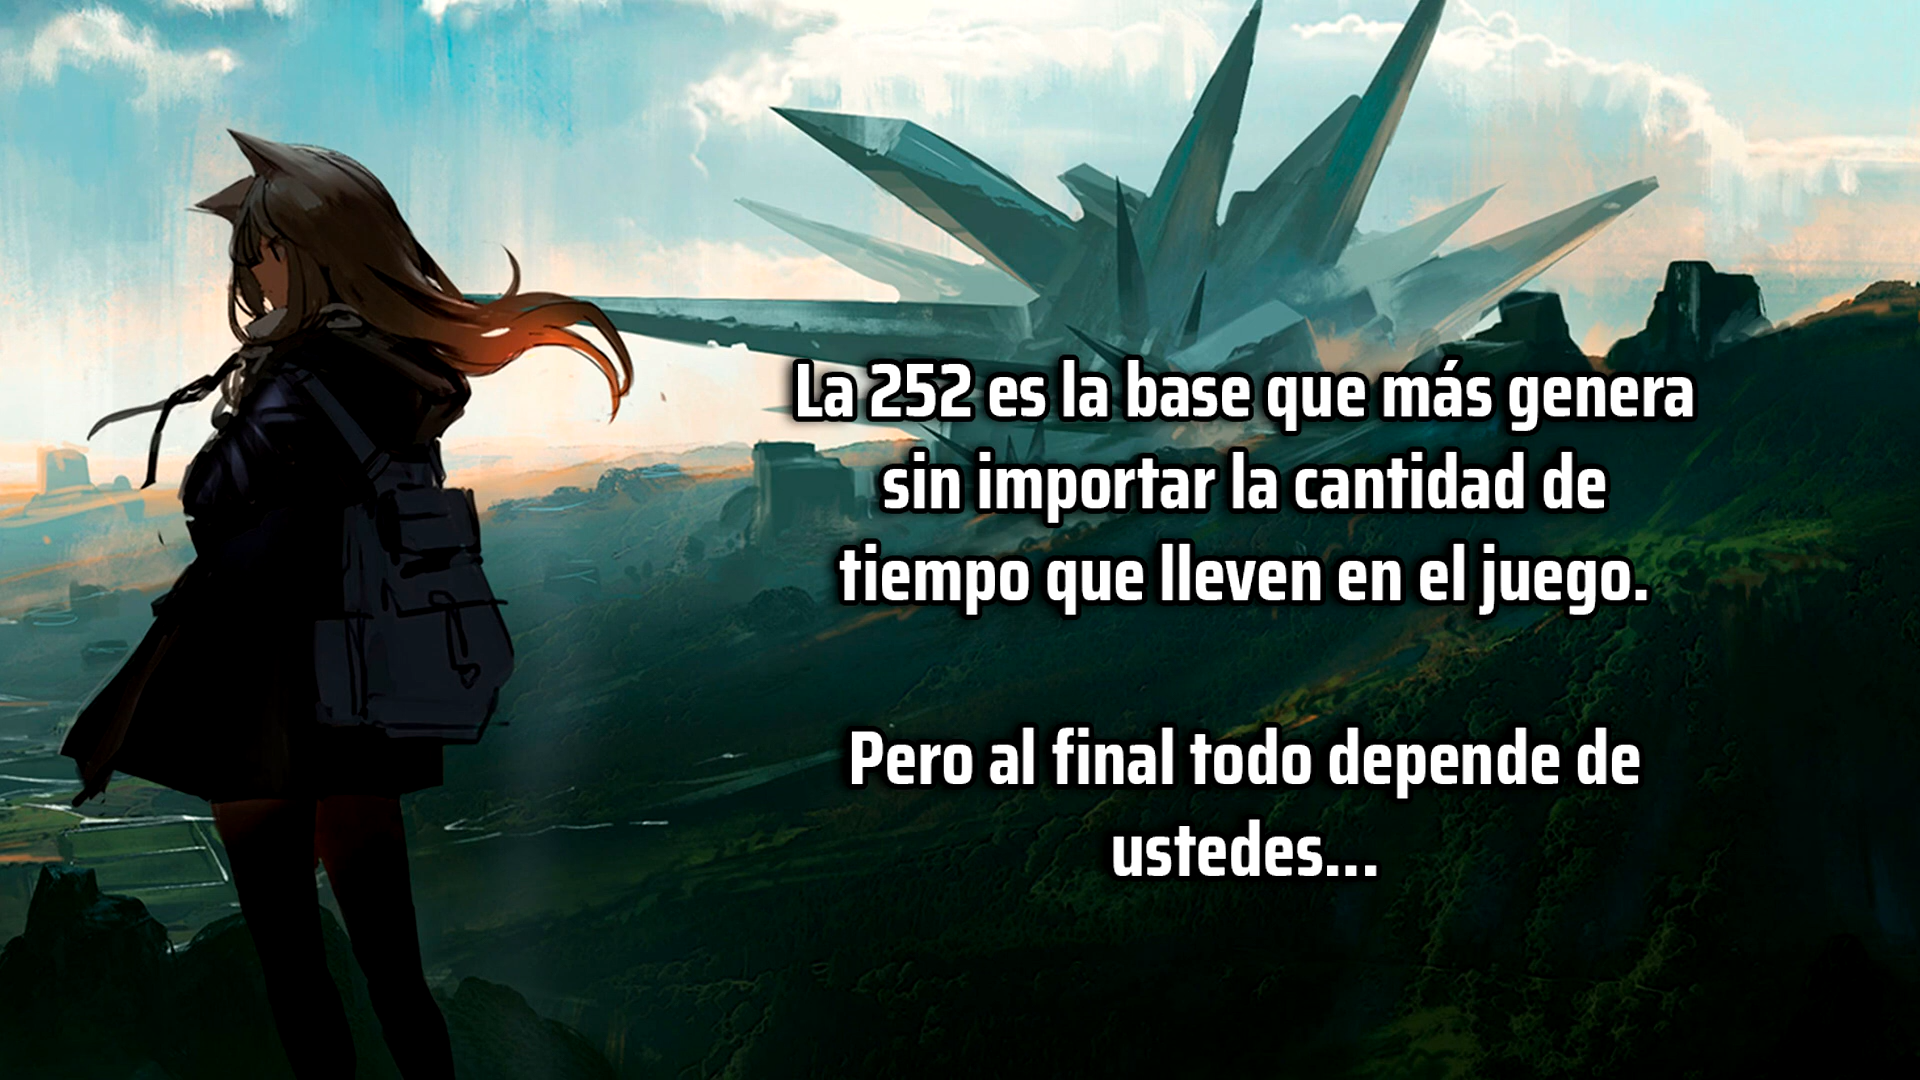 La 252 es la base que más genera
sin importar la cantidad de
tiempo que lleven en el juego.
Pero al final todo depende de
ustedes...